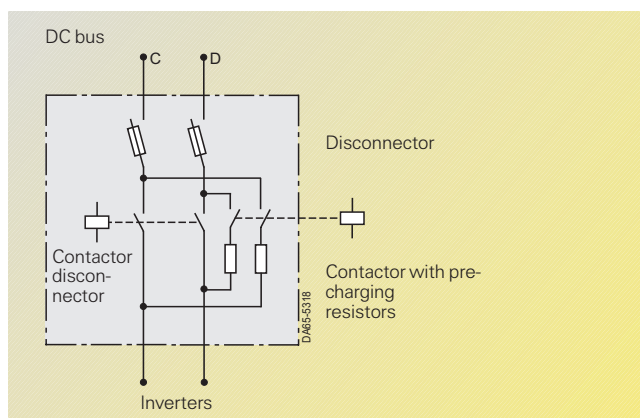 DC bus
C
D
Disconnector
Contactor
discon-
nector
Contactor with pre-
charging
resistors
DA65-5318
Inverters